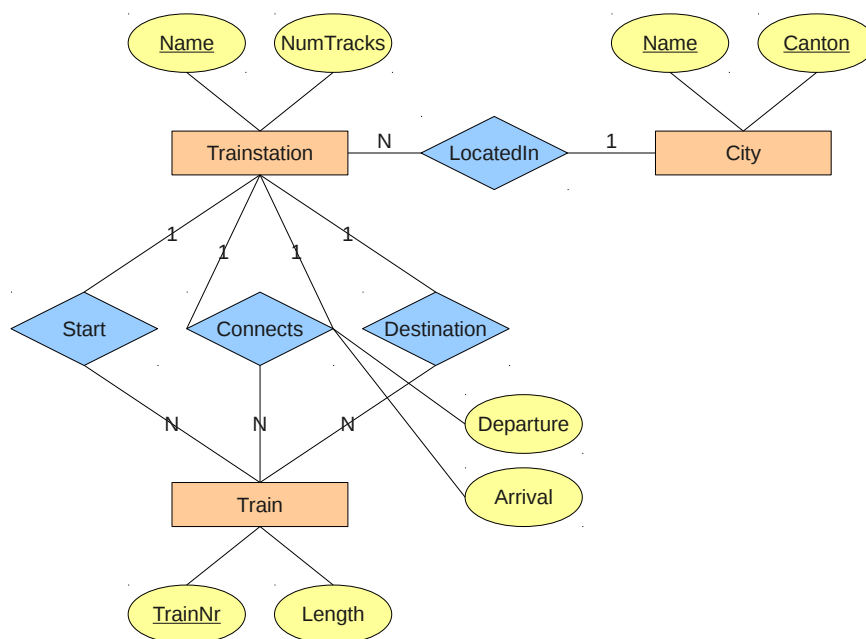 Name
NumTracks
Name
Canton
Trainstation
N
LocatedIn
1
City
1
1
1
1
Start
Connects
Destination
N
N
N
Departure
Arrival
Train
TrainNr
Length